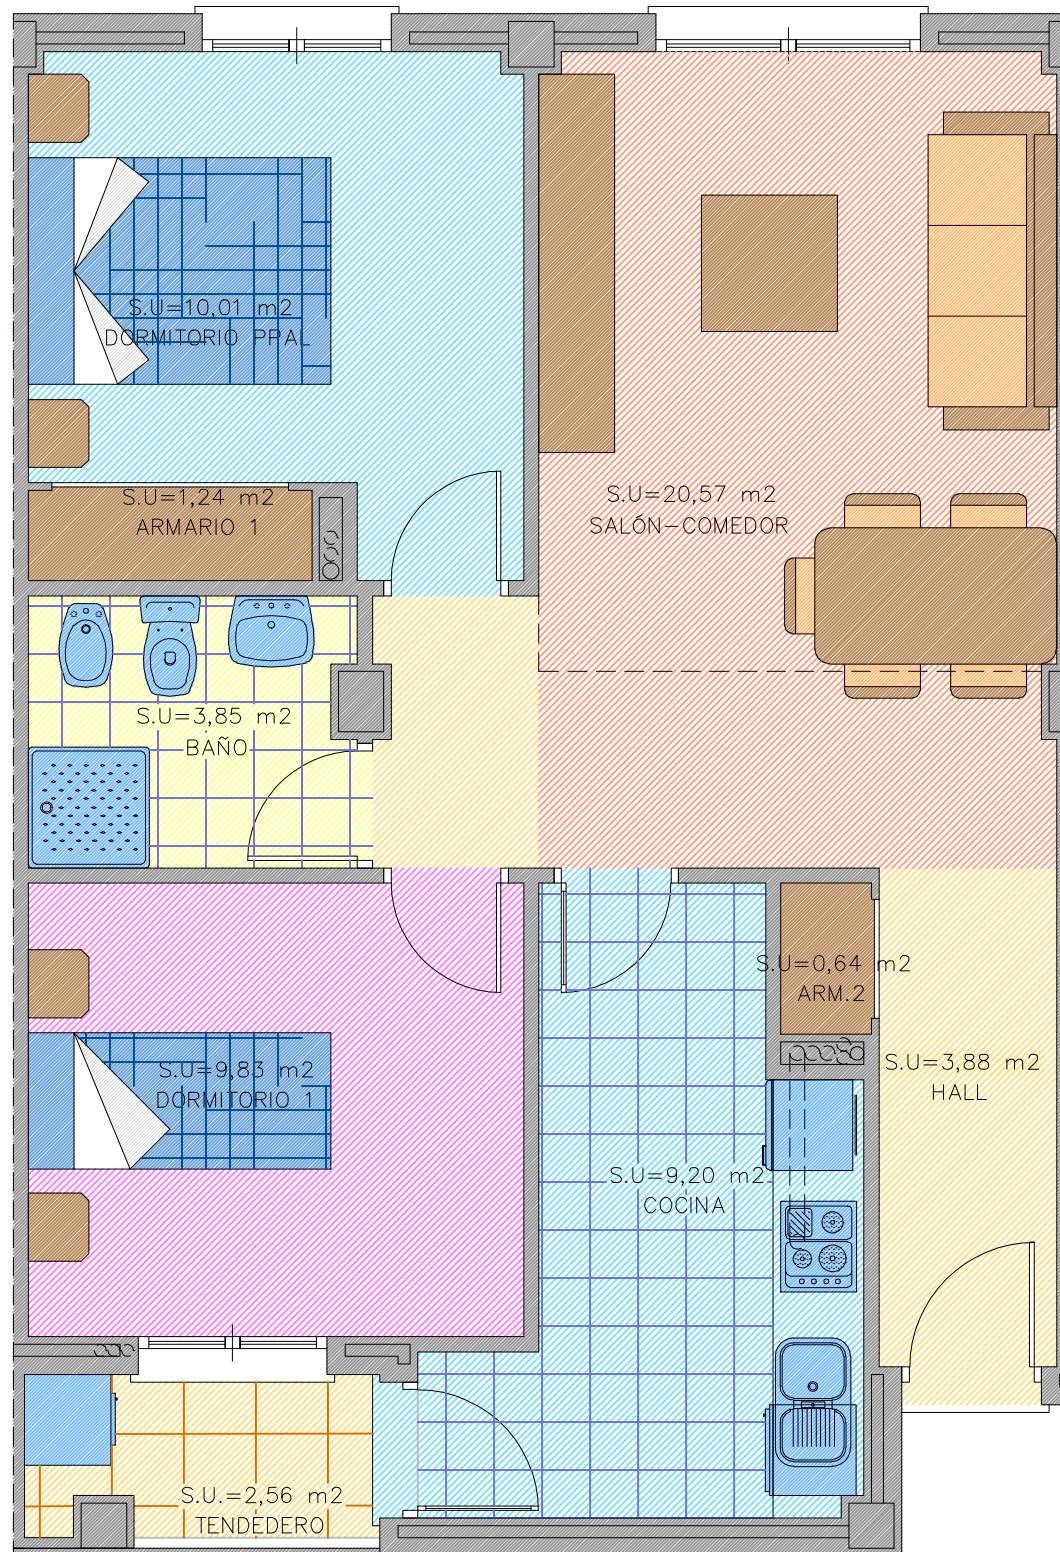 S.U=10,01 m2
DORMITORIO PPAL
S.U=1,24 m2
ARMARIO 1
S.U=20,57 m2
SALÓN-COMEDOR
S.U=3,85 m2
BAÑO
S.U=0,64 m2
ARM.2
S.U=9,83 m2
DORMITORIO 1
S.U=3,88 m2
HALL
S.U=9,20 m2
COCINA
S.U.=2,56 m2
TENDEDERO